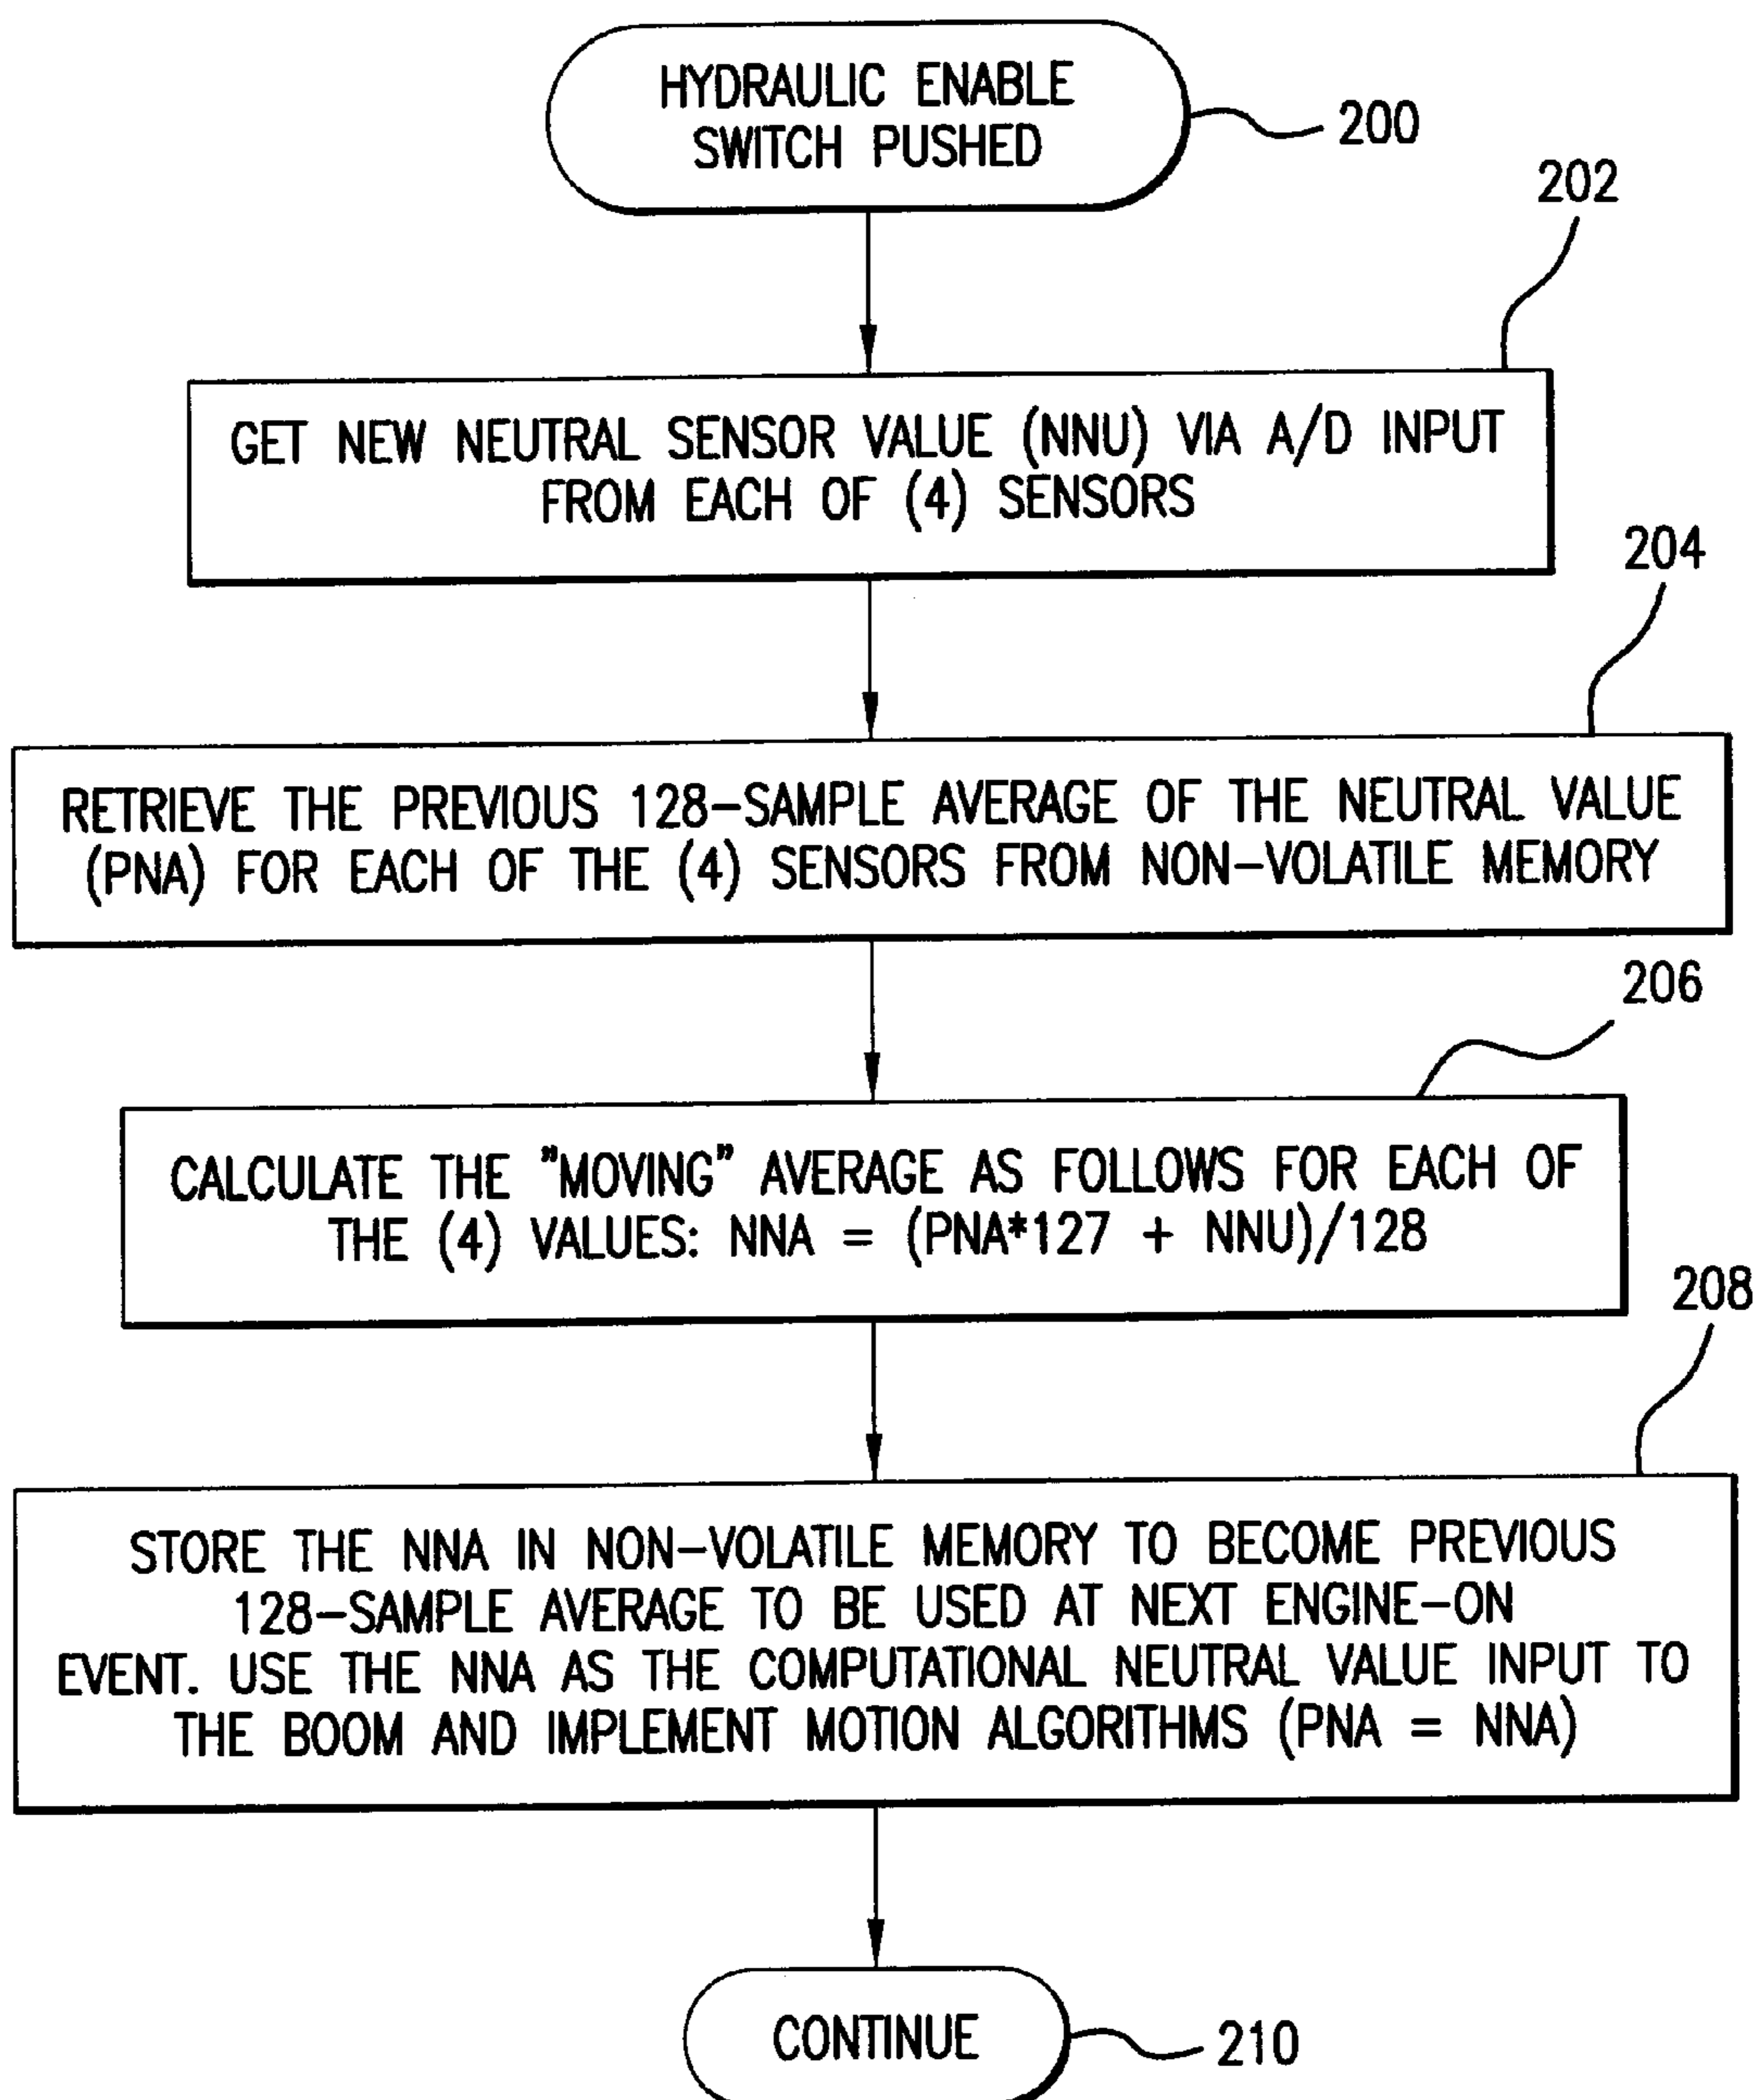 HYDRAULIC ENABLE
SWITCH PUSHED
200
202
GET NEW NEUTRAL SENSOR VALUE (NNU) VIA A/D INPUT
FROM EACH OF (4) SENSORS
204
RETRIEVE THE PREVIOUS 128-SAMPLE AVERAGE OF THE NEUTRAL VALUE
(PNA) FOR EACH OF THE (4) SENSORS FROM NON-VOLATILE MEMORY
206
CALCULATE THE "MOVING" AVERAGE AS FOLLOWS FOR EACH OF
THE (4) VALUES: NNA = (PNA*127 + NNU)/128
208
STORE THE NNA IN NON-VOLATILE MEMORY TO BECOME PREVIOUS
128-SAMPLE AVERAGE TO BE USED AT NEXT ENGINE-ON
EVENT. USE THE NNA AS THE COMPUTATIONAL NEUTRAL VALUE INPUT TO
THE BOOM AND IMPLEMENT MOTION ALGORITHMS (PNA = NNA)
CONTINUE
210